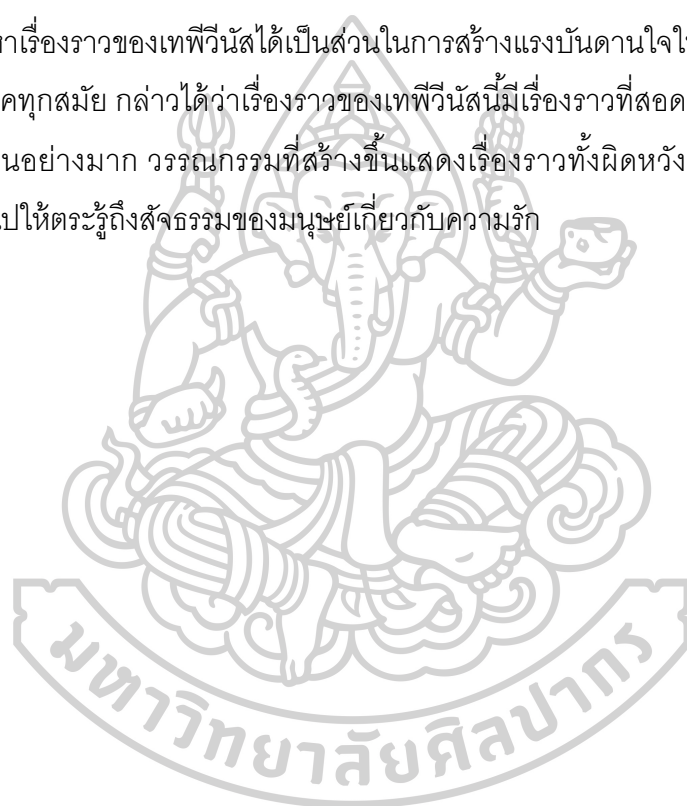 าเรื่องราวของเทพีวีนัสได้เป็นส่วนในการสร้างแรงบันดานใจใ
คทุกสมัย กล่าวได้ว่าเรื่องราวของเทพีวีนัสนี้มีเรื่องราวที่สอด
นอย่างมาก วรรณกรรมที่สร้างขึ้นแสดงเรื่องราวทั้งผิดหวัง
ปให้ตระรู้ถึงสัจธรรมของมนุษย์เกี่ยวกับความรัก
มหาวิทยาลัยศิลปากร